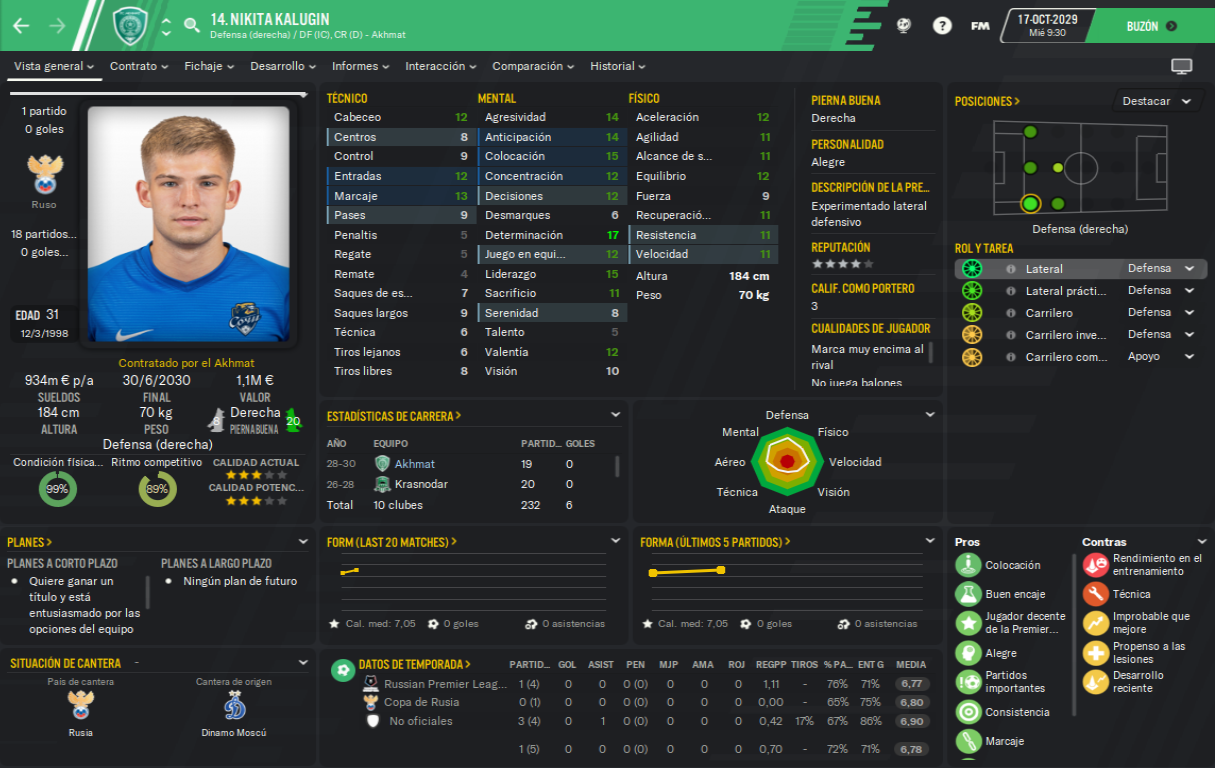 14. NIKITA KALUGIN
Defensa (derecha) / DF (IC), CR (D) - Akhmat
FM
17-OCT-2029
Mié 9:30
BUZÓN
Vista general
Contrato
Fichaje
Desarrollo
Informes
Interacción
Comparación
Historial
1 partido
0 goles
Ruso
18 partidos...
0 goles...
EDAD 31
12/3/1998
Contratado por el Akhmat
934m € p/a
SUELDOS
30/6/2030
FINAL
1,1M €
VALOR
184 cm
ALTURA
70 kg
PESO
8
Derecha
PIERNA BUENA
20
Defensa (derecha)
Condición física...
99%
Ritmo competitivo
89%
CALIDAD ACTUAL
CALIDAD POTENC...
TÉCNICO
Cabeceo 12
Centros 8
Control 9
Entradas 12
Marcaje 13
Pases 9
Penaltis 5
Regate 5
Remate 4
Saques de es... 7
Saques largos 9
Técnica 6
Tiros lejanos 6
Tiros libres 8
MENTAL
Agresividad 14
Anticipación 14
Colocación 15
Concentración 12
Decisiones 12
Desmarques 6
Determinación 17
Juego en equi... 12
Liderazgo 15
Sacrificio 11
Serenidad 8
Talento 5
Valentía 12
Visión 10
FÍSICO
Aceleración 12
Agilidad 11
Alcance de s... 11
Equilibrio 12
Fuerza 9
Recuperació... 11
Resistencia 11
Velocidad 11
Altura 184 cm
Peso 70 kg
PIERNA BUENA
Derecha
PERSONALIDAD
Alegre
DESCRIPCIÓN DE LA PRE...
Experimentado lateral
defensivo
REPUTACIÓN
CALIF. COMO PORTERO
3
CUALIDADES DE JUGADOR
Marca muy encima al
rival
No juega balones
POSICIONES >
Destacar
Defensa (derecha)
ROL Y TAREA
Lateral Defensa
Lateral prácti... Defensa
Carrilero Defensa
Carrilero inve... Defensa
Carrilero com... Apoyo
ESTADÍSTICAS DE CARRERA >
AÑO EQUIPO PARTID... GOLES
28-30 Akhmat 19 0
26-28 Krasnodar 20 0
Total 10 clubes 232 6
Defensa
Mental
Físico
Aéreo
Velocidad
Técnica
Visión
Ataque
PLANES >
PLANES A CORTO PLAZO
Quiere ganar un
título y está
entusiasmado por las
opciones del equipo
PLANES A LARGO PLAZO
Ningún plan de futuro
FORM (LAST 20 MATCHES) >
Cal. med: 7,05
0 goles
0 asistencias
FORMA (ÚLTIMOS 5 PARTIDOS) >
Cal. med: 7,05
0 goles
0 asistencias
Pros
Colocación
Buen encaje
Jugador decente
de la Premier...
Alegre
Partidos
importantes
Consistencia
Marcaje
Contras
Rendimiento en el
entrenamiento
Técnica
Improbable que
mejore
Propenso a las
lesiones
Desarrollo
reciente
SITUACIÓN DE CANTERA -
País de cantera
Rusia
Cantera de origen
Dinamo Moscú
DATOS DE TEMPORADA > PARTID... GOL ASIST PEN MJP AMA ROJ REGPP TIROS % PA... ENT G MEDIA
Russian Premier Leag... 1 (4) 0 0 0 (0) 0 0 0 1,11 - 76% 71% 6,77
Copa de Rusia 0 (1) 0 0 0 (0) 0 0 0 0,00 - 65% 75% 6,80
No oficiales 3 (4) 0 1 0 (0) 0 0 0 0,42 17% 67% 86% 6,90
1 (5) 0 0 0 (0) 0 0 0 0,70 - 72% 71% 6,78